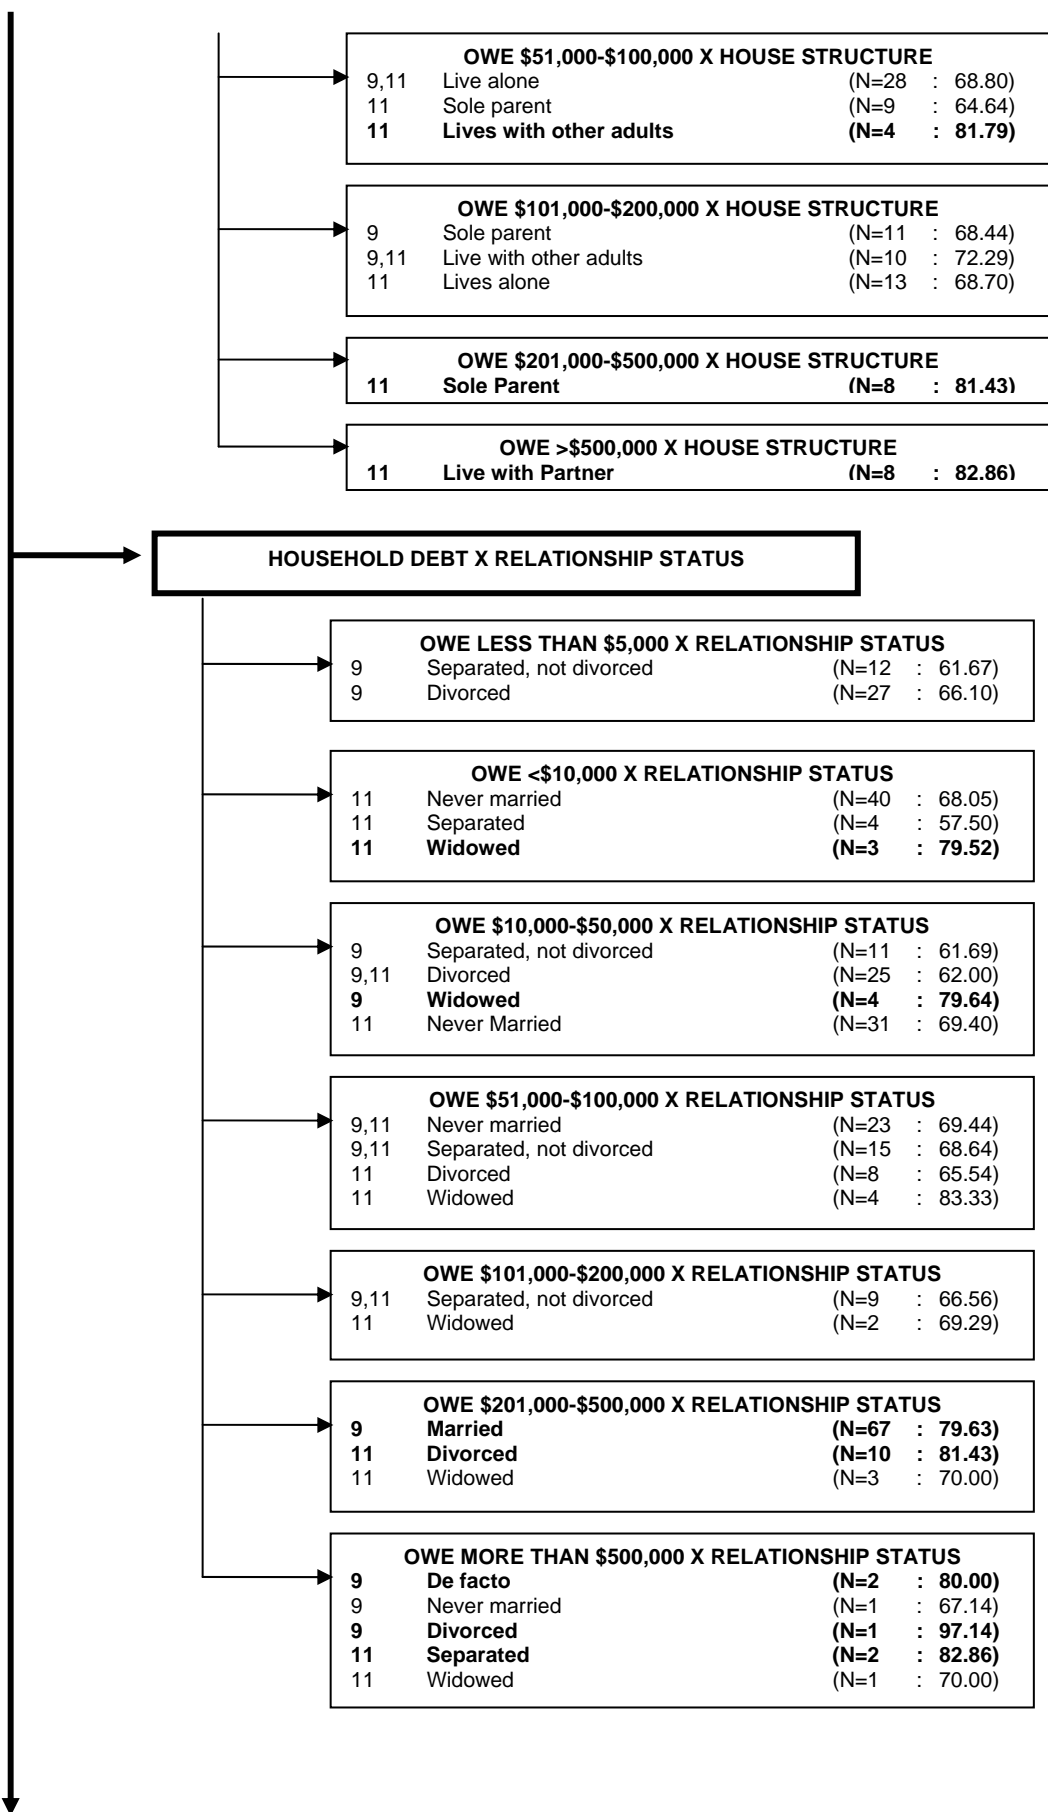 OWE $51,000-$100,000 X HOUSE STRUCTURE
9,11 Live alone (N=28 : 68.80)
11 Sole parent (N=9 : 64.64)
11 Lives with other adults (N=4 : 81.79)
OWE $101,000-$200,000 X HOUSE STRUCTURE
9 Sole parent (N=11 : 68.44)
9,11 Live with other adults (N=10 : 72.29)
11 Lives alone (N=13 : 68.70)
OWE $201,000-$500,000 X HOUSE STRUCTURE
11 Sole Parent (N=8 : 81.43)
OWE >$500,000 X HOUSE STRUCTURE
11 Live with Partner (N=8 : 82.86)
HOUSEHOLD DEBT X RELATIONSHIP STATUS
OWE LESS THAN $5,000 X RELATIONSHIP STATUS
9 Separated, not divorced (N=12 : 61.67)
9 Divorced (N=27 : 66.10)
OWE <$10,000 X RELATIONSHIP STATUS
11 Never married (N=40 : 68.05)
11 Separated (N=4 : 57.50)
11 Widowed (N=3 : 79.52)
OWE $10,000-$50,000 X RELATIONSHIP STATUS
9 Separated, not divorced (N=11 : 61.69)
9,11 Divorced (N=25 : 62.00)
9 Widowed (N=4 : 79.64)
11 Never Married (N=31 : 69.40)
OWE $51,000-$100,000 X RELATIONSHIP STATUS
9,11 Never married (N=23 : 69.44)
9,11 Separated, not divorced (N=15 : 68.64)
11 Divorced (N=8 : 65.54)
11 Widowed (N=4 : 83.33)
OWE $101,000-$200,000 X RELATIONSHIP STATUS
9,11 Separated, not divorced (N=9 : 66.56)
11 Widowed (N=2 : 69.29)
OWE $201,000-$500,000 X RELATIONSHIP STATUS
9 Married (N=67 : 79.63)
11 Divorced (N=10 : 81.43)
11 Widowed (N=3 : 70.00)
OWE MORE THAN $500,000 X RELATIONSHIP STATUS
9 De facto (N=2 : 80.00)
9 Never married (N=1 : 67.14)
9 Divorced (N=1 : 97.14)
11 Separated (N=2 : 82.86)
11 Widowed (N=1 : 70.00)